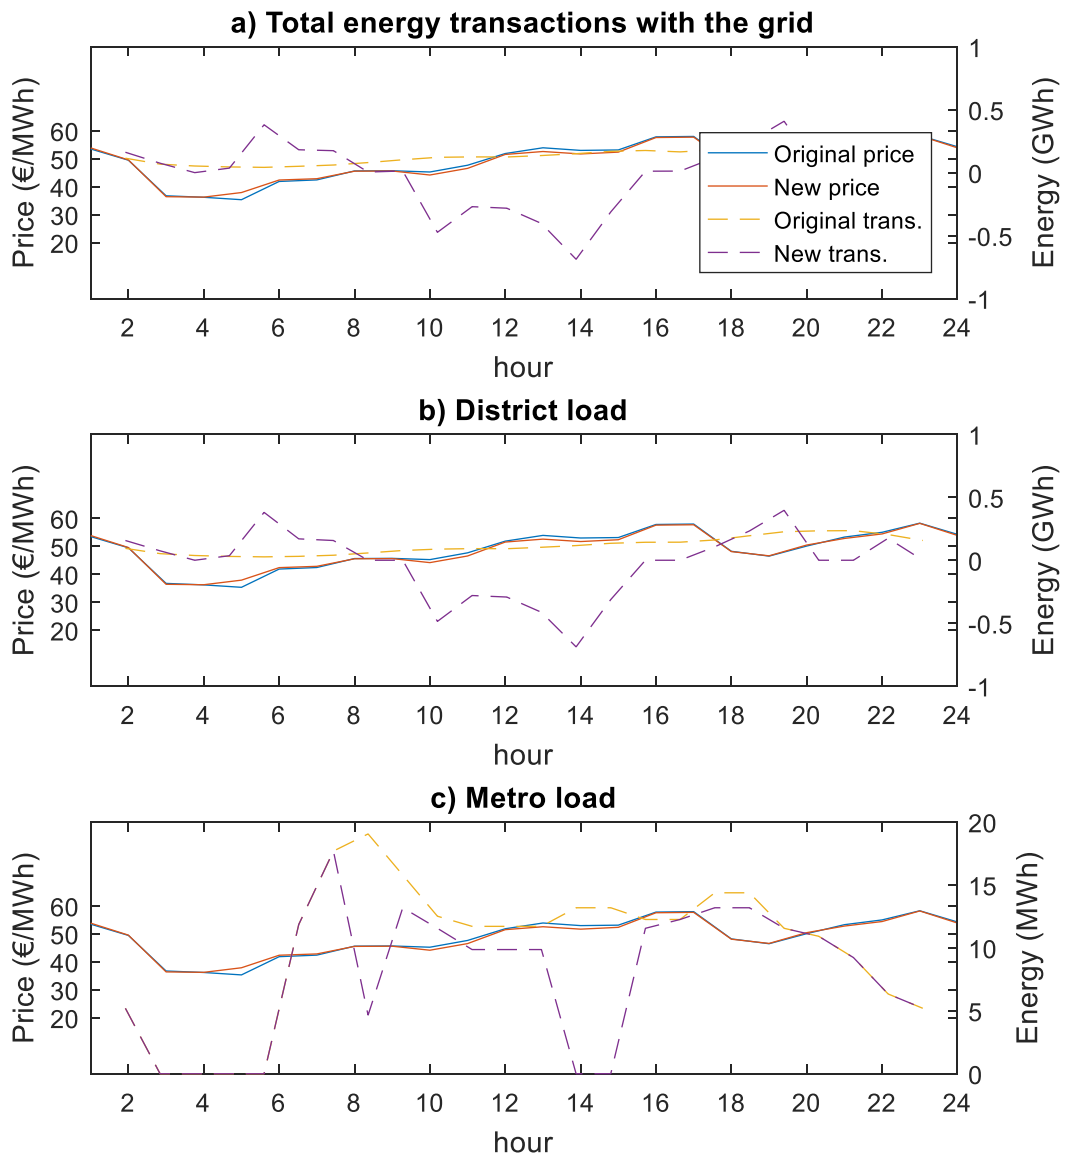 a) Total energy transactions with the grid
Price (€/MWh)
60
50
40
30
20
1
0.5
0
-0.5
-1
Energy (GWh)
Original price
New price
Original trans.
New trans.
2 4 6 8 10 12 14 16 18 20 22 24
hour
b) District load
Price (€/MWh)
60
50
40
30
20
1
0.5
0
-0.5
-1
Energy (GWh)
2 4 6 8 10 12 14 16 18 20 22 24
hour
c) Metro load
Price (€/MWh)
60
50
40
30
20
20
15
10
5
0
Energy (MWh)
2 4 6 8 10 12 14 16 18 20 22 24
hour